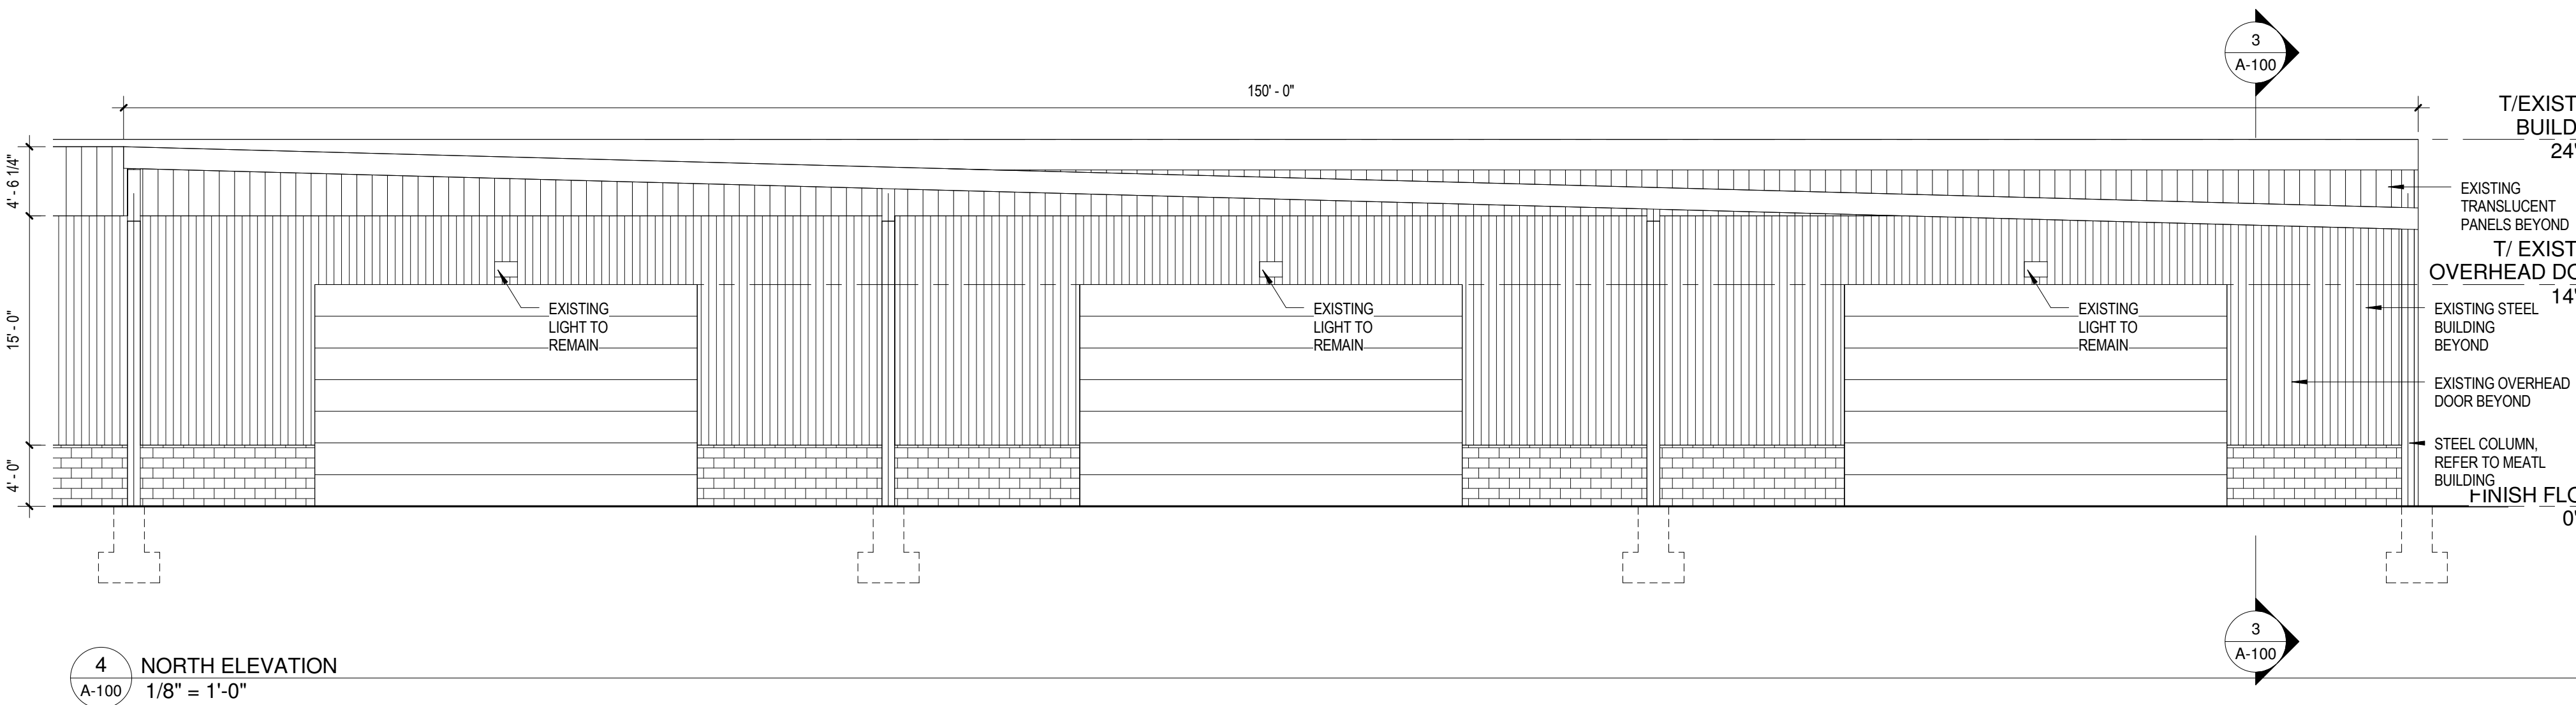 3
A-100
150' - 0"
T/EXIST
BUILD
24'
4' - 6 1/4"
EXISTING
TRANSLUCENT
PANELS BEYOND
T/ EXIST
OVERHEAD DO
14'
EXISTING
LIGHT TO
REMAIN
EXISTING
LIGHT TO
REMAIN
EXISTING
LIGHT TO
REMAIN
EXISTING STEEL
BUILDING
BEYOND
15' - 0"
EXISTING OVERHEAD
DOOR BEYOND
STEEL COLUMN,
REFER TO MEATL
BUILDING
4' - 0"
FINISH FLO
0'
3
A-100
4
A-100
NORTH ELEVATION
1/8" = 1'-0"